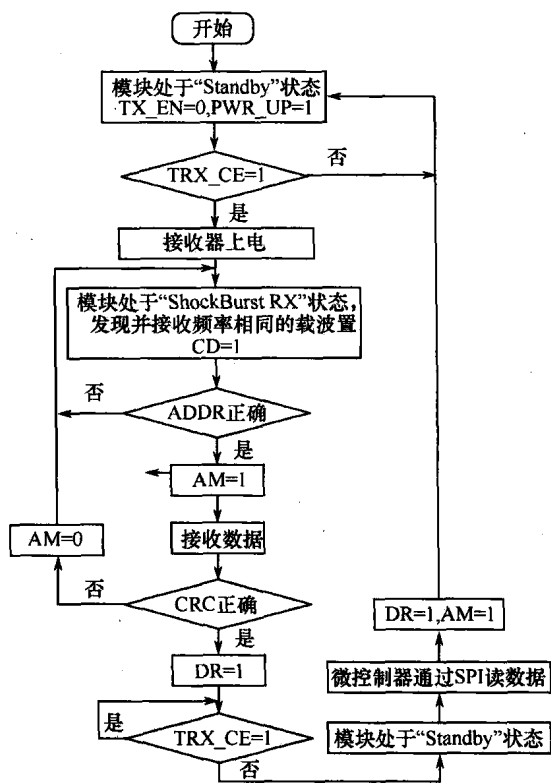 开始
模块处于“Standby”状态
TX_EN=0,PWR_UP=1
否
TRX_CE=1
是
接收器上电
模块处于“ShockBurst RX”状态，
发现并接收频率相同的载波置
CD=1
否
ADDR正确
是
AM=1
接收数据
AM=0
否
CRC正确
是
DR=1
是
TRX_CE=1
否
DR=1,AM=1
微控制器通过SPI读数据
模块处于“Standby”状态